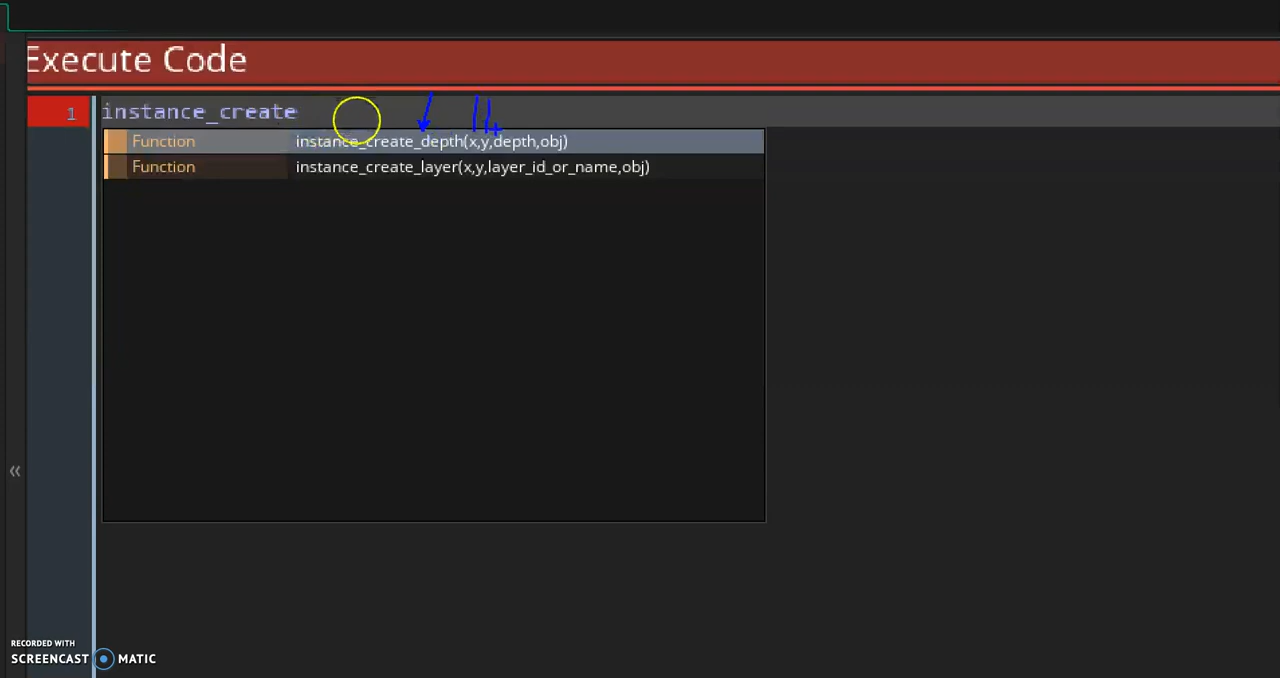 Execute Code
1 instance_create
Function instance_create_depth(x,y,depth,obj)
Function instance_create_layer(x,y,layer_id_or_name,obj)
«
RECORDED WITH
SCREENCAST MATIC